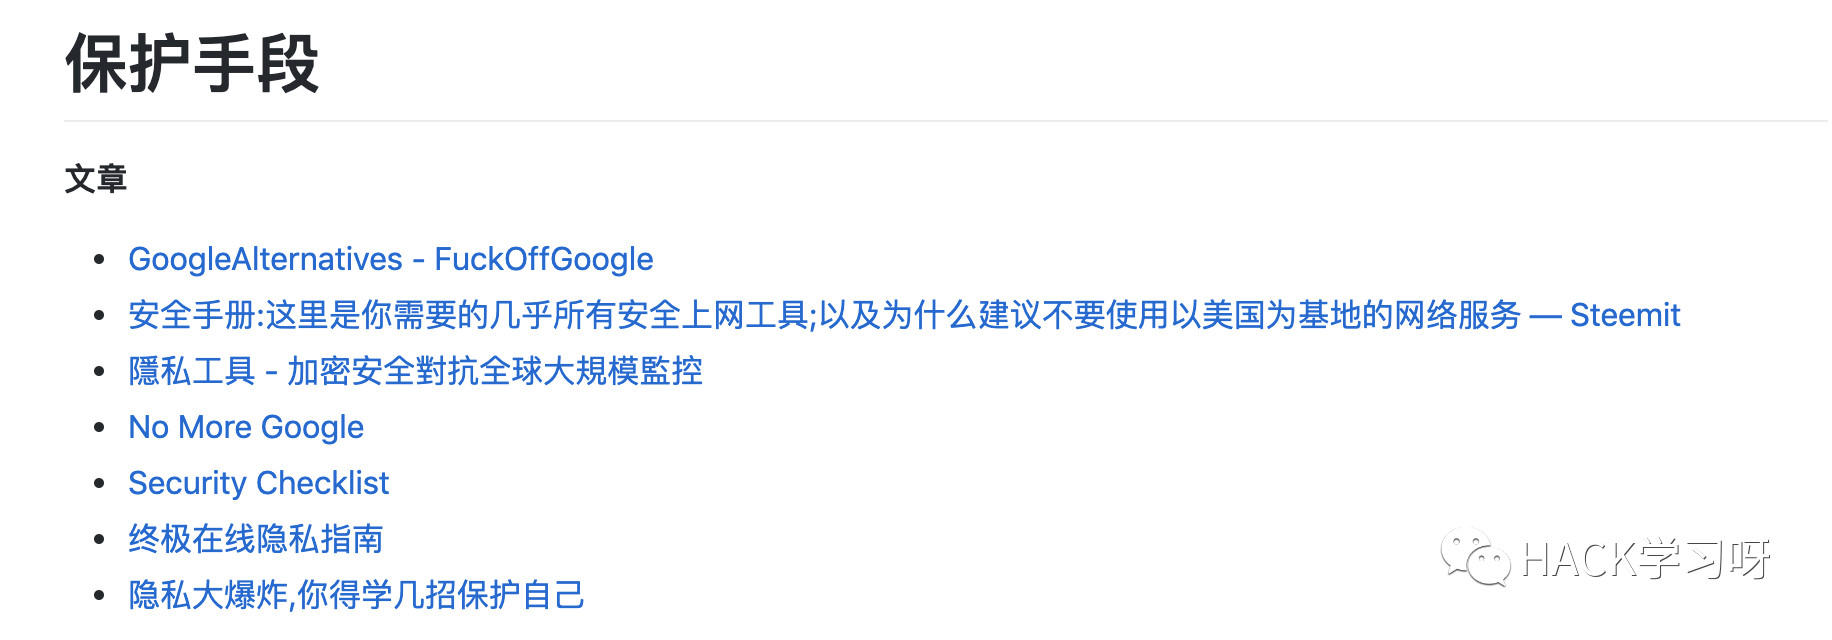 保护手段
文章
GoogleAlternatives - FuckOffGoogle
安全手册:这里是你需要的几乎所有安全上网工具;以及为什么建议不要使用以美国为基地的网络服务 — Steemit
隱私工具 - 加密安全對抗全球大規模監控
No More Google
Security Checklist
终极在线隐私指南
隐私大爆炸,你得学几招保护自己
HACK学习呀